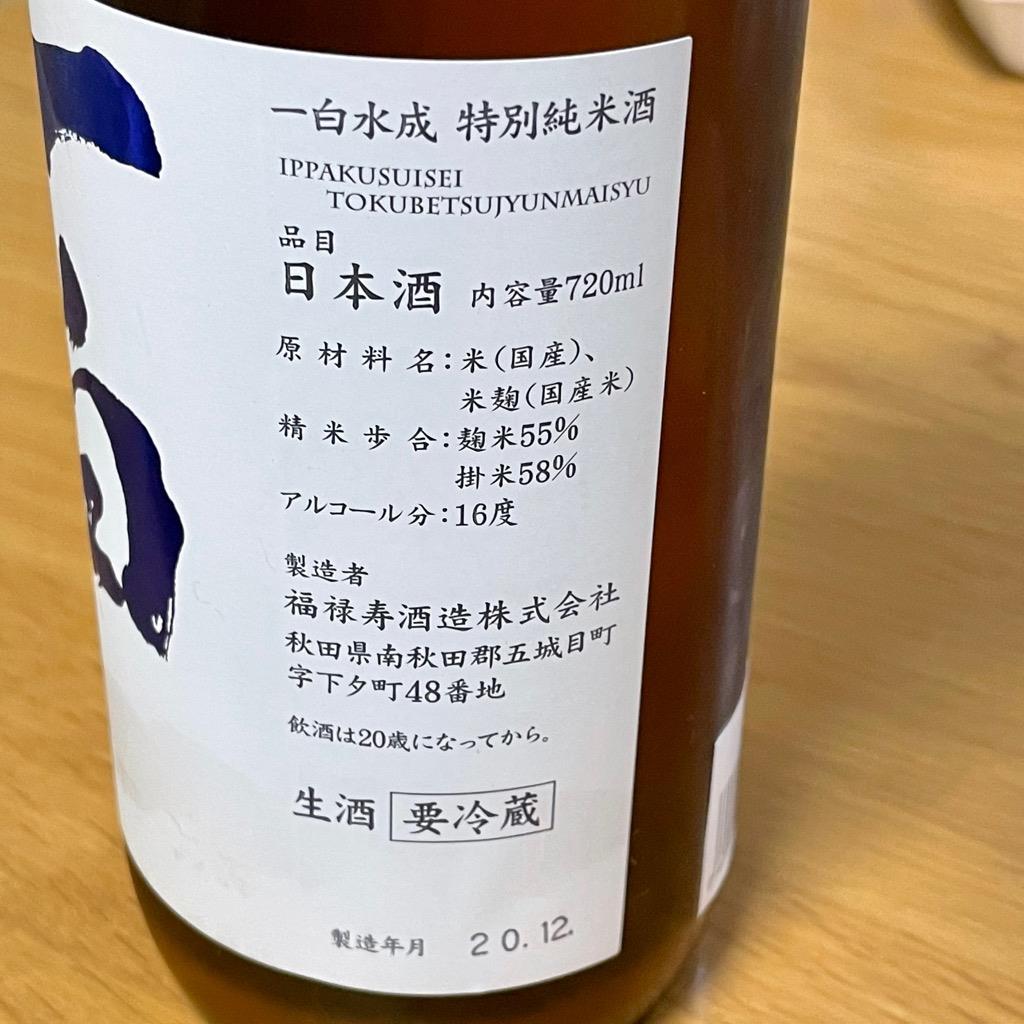 一白水成 特別純米酒
IPPAKUSUISEI
TOKUBETSUJYUNMAISYU
品目
日本酒 内容量720ml
原材料名:米(国産)、
米麹(国産米)
精米歩合:麹米55%
掛米58%
アルコール分:16度
製造者
福禄寿酒造株式会社
秋田県南秋田郡五城目町
字下夕町48番地
飲酒は20歳になってから。
生酒 要冷蔵
製造年月 20.12.